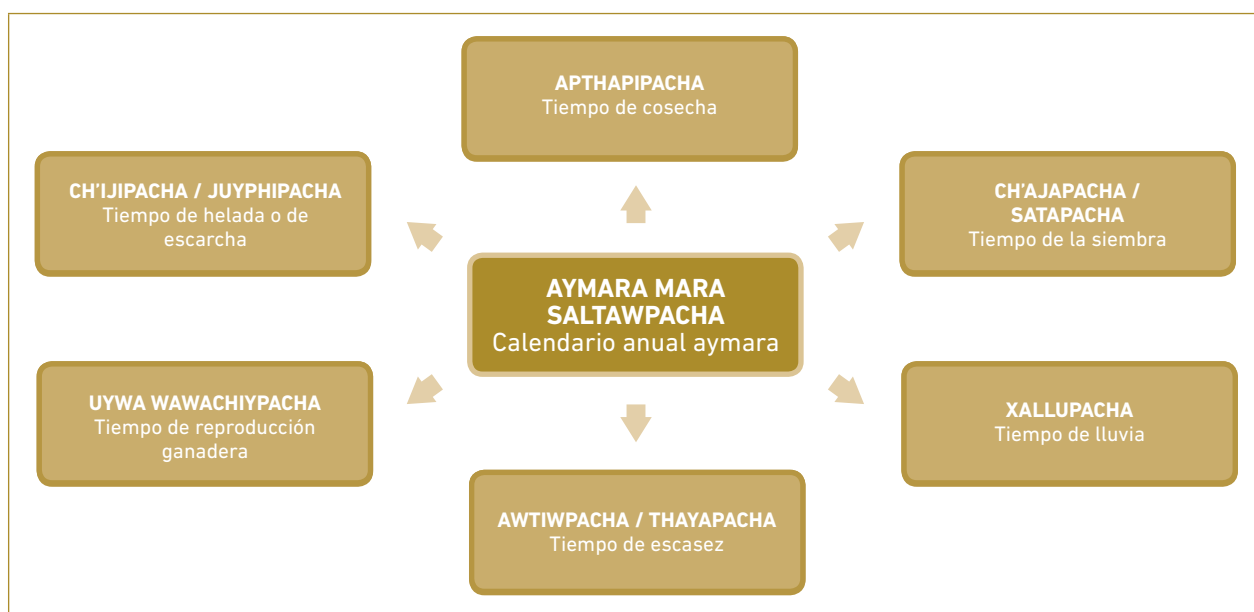 APTHAPIPACHA
Tiempo de cosecha
CH'IJIPACHA / JUYPHIPACHA
Tiempo de helada o de
escarcha
CH'AJAPACHA /
SATAPACHA
Tiempo de la siembra
AYMARA MARA
SALTAWPACHA
Calendario anual aymara
UYWA WAWACHIYPACHA
Tiempo de reproducción
ganadera
XALLUPACHA
Tiempo de lluvia
AWTIWPACHA / THAYAPACHA
Tiempo de escasez